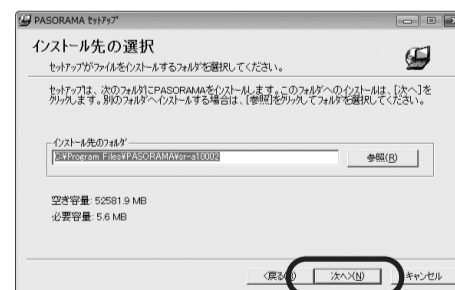 PASORAMA ｾｯﾄｱｯﾌﾟ
インストール先の選択
ｾｯﾄｱｯﾌﾟがﾌｧｲﾙをｲﾝｽﾄｰﾙするﾌｫﾙﾀﾞを選択してください。
ｾｯﾄｱｯﾌﾟは、次のﾌｫﾙﾀﾞにPASORAMAをｲﾝｽﾄｰﾙします。このﾌｫﾙﾀﾞへのｲﾝｽﾄｰﾙは、[次へ]を
ｸﾘｯｸします。別のﾌｫﾙﾀﾞへｲﾝｽﾄｰﾙする場合は、[参照]をｸﾘｯｸしてﾌｫﾙﾀﾞを選択してください。
ｲﾝｽﾄｰﾙ先のﾌｫﾙﾀﾞ
C:¥Program Files¥PASORAMA¥sr-a10002
参照(R)
空き容量: 52581.9 MB
必要容量: 5.6 MB
<戻る 次へ>(N) キャンセル